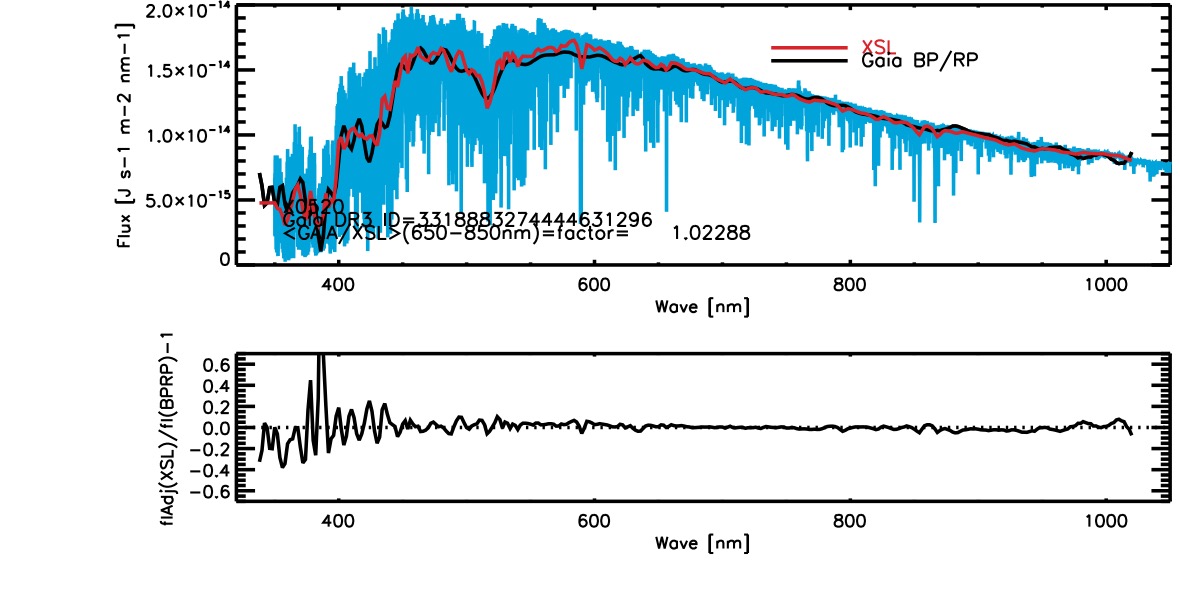 2.0×10⁻¹⁴
1.5×10⁻¹⁴
1.0×10⁻¹⁴
5.0×10⁻¹⁵
0
Flux [J s−1 m−2 nm−1]
XSL
Gaia BP/RP
X0520
Gaia DR3 ID=3318883274444631296
<GAIA/XSL>(650−850nm)=factor= 1.02288
400 600 800 1000
Wave [nm]
0.6
0.4
0.2
0.0
−0.2
−0.4
−0.6
flAdj(XSL)/fl(BPRP)−1
400 600 800 1000
Wave [nm]